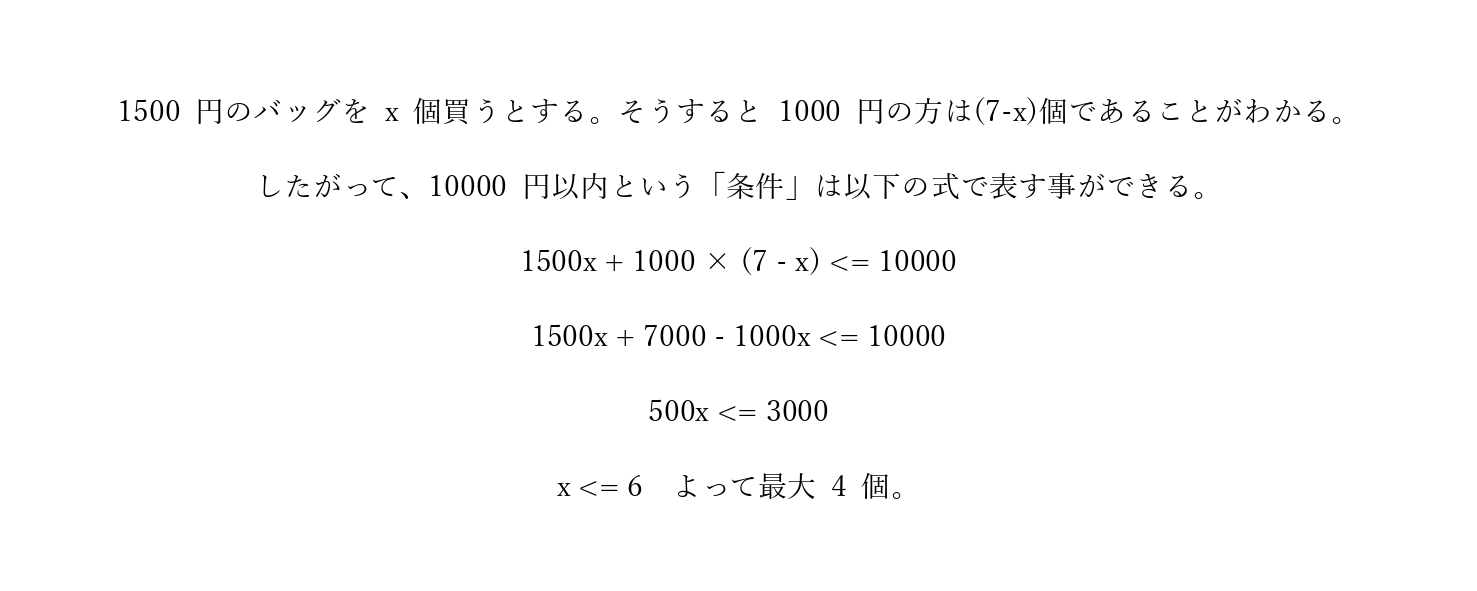 1500 円のバッグを x 個買うとする。そうすると 1000 円の方は(7-x)個であることがわかる。
したがって、10000 円以内という「条件」は以下の式で表す事ができる。
1500x + 1000 × (7 - x) <= 10000
1500x + 7000 - 1000x <= 10000
500x <= 3000
x <= 6　よって最大 4 個。